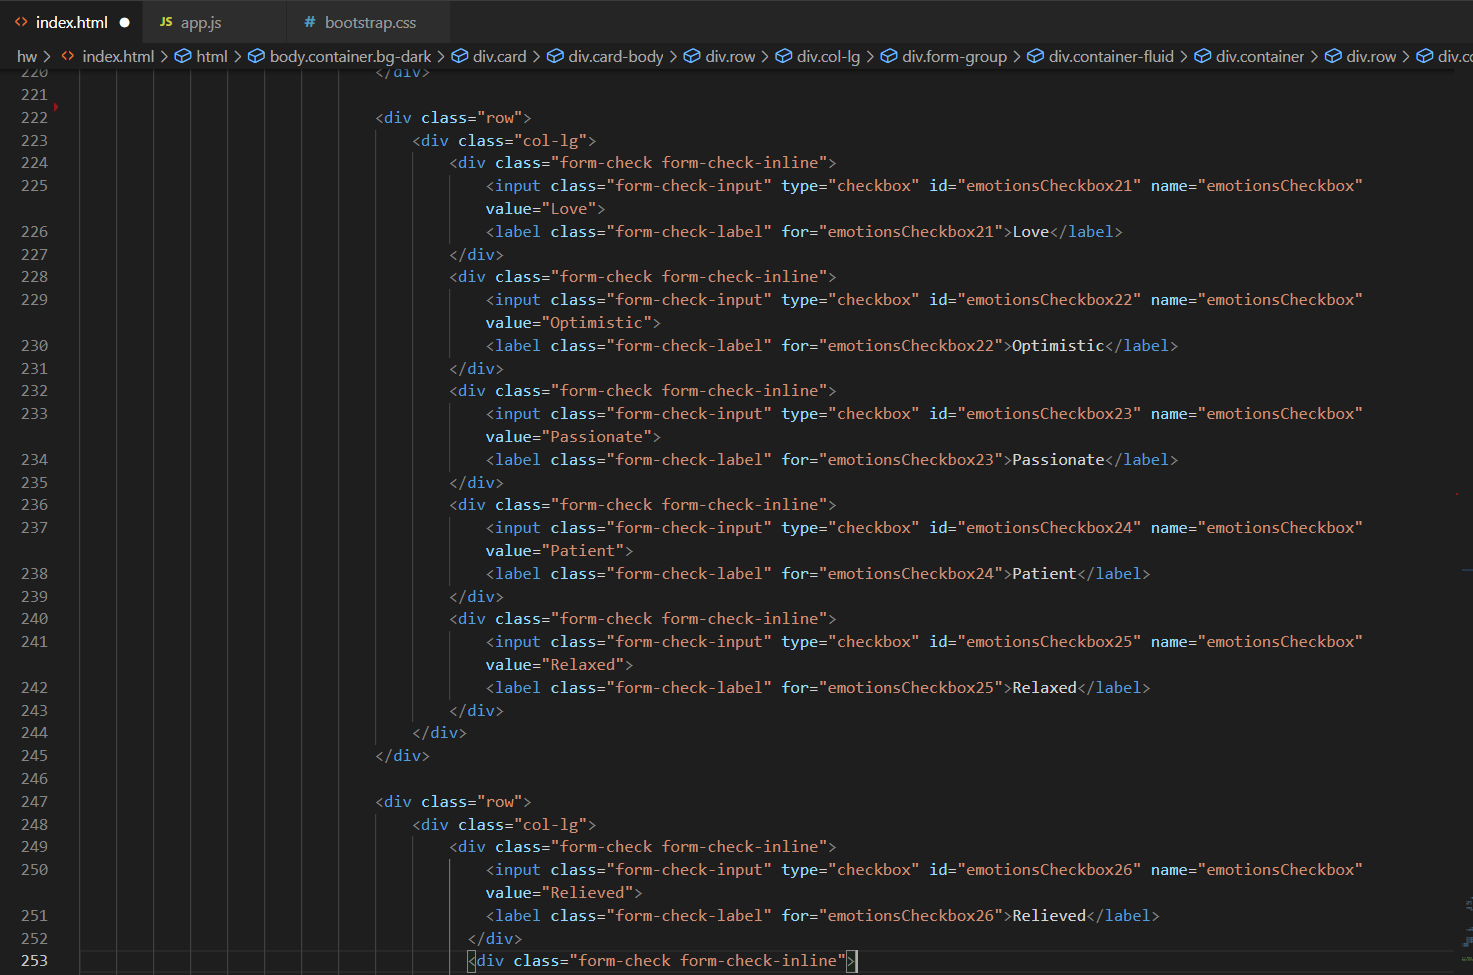 <> index.html ●  JS app.js  # bootstrap.css
hw > <> index.html > html > body.container.bg-dark > div.card > div.card-body > div.row > div.col-lg > div.form-group > div.container-fluid > div.container > div.row > div.co
220 </div>
221
222 <div class="row">
223 <div class="col-lg">
224 <div class="form-check form-check-inline">
225 <input class="form-check-input" type="checkbox" id="emotionsCheckbox21" name="emotionsCheckbox"
value="Love">
226 <label class="form-check-label" for="emotionsCheckbox21">Love</label>
227 </div>
228 <div class="form-check form-check-inline">
229 <input class="form-check-input" type="checkbox" id="emotionsCheckbox22" name="emotionsCheckbox"
value="Optimistic">
230 <label class="form-check-label" for="emotionsCheckbox22">Optimistic</label>
231 </div>
232 <div class="form-check form-check-inline">
233 <input class="form-check-input" type="checkbox" id="emotionsCheckbox23" name="emotionsCheckbox"
value="Passionate">
234 <label class="form-check-label" for="emotionsCheckbox23">Passionate</label>
235 </div>
236 <div class="form-check form-check-inline">
237 <input class="form-check-input" type="checkbox" id="emotionsCheckbox24" name="emotionsCheckbox"
value="Patient">
238 <label class="form-check-label" for="emotionsCheckbox24">Patient</label>
239 </div>
240 <div class="form-check form-check-inline">
241 <input class="form-check-input" type="checkbox" id="emotionsCheckbox25" name="emotionsCheckbox"
value="Relaxed">
242 <label class="form-check-label" for="emotionsCheckbox25">Relaxed</label>
243 </div>
244 </div>
245 </div>
246
247 <div class="row">
248 <div class="col-lg">
249 <div class="form-check form-check-inline">
250 <input class="form-check-input" type="checkbox" id="emotionsCheckbox26" name="emotionsCheckbox"
value="Relieved">
251 <label class="form-check-label" for="emotionsCheckbox26">Relieved</label>
252 </div>
253 <div class="form-check form-check-inline">